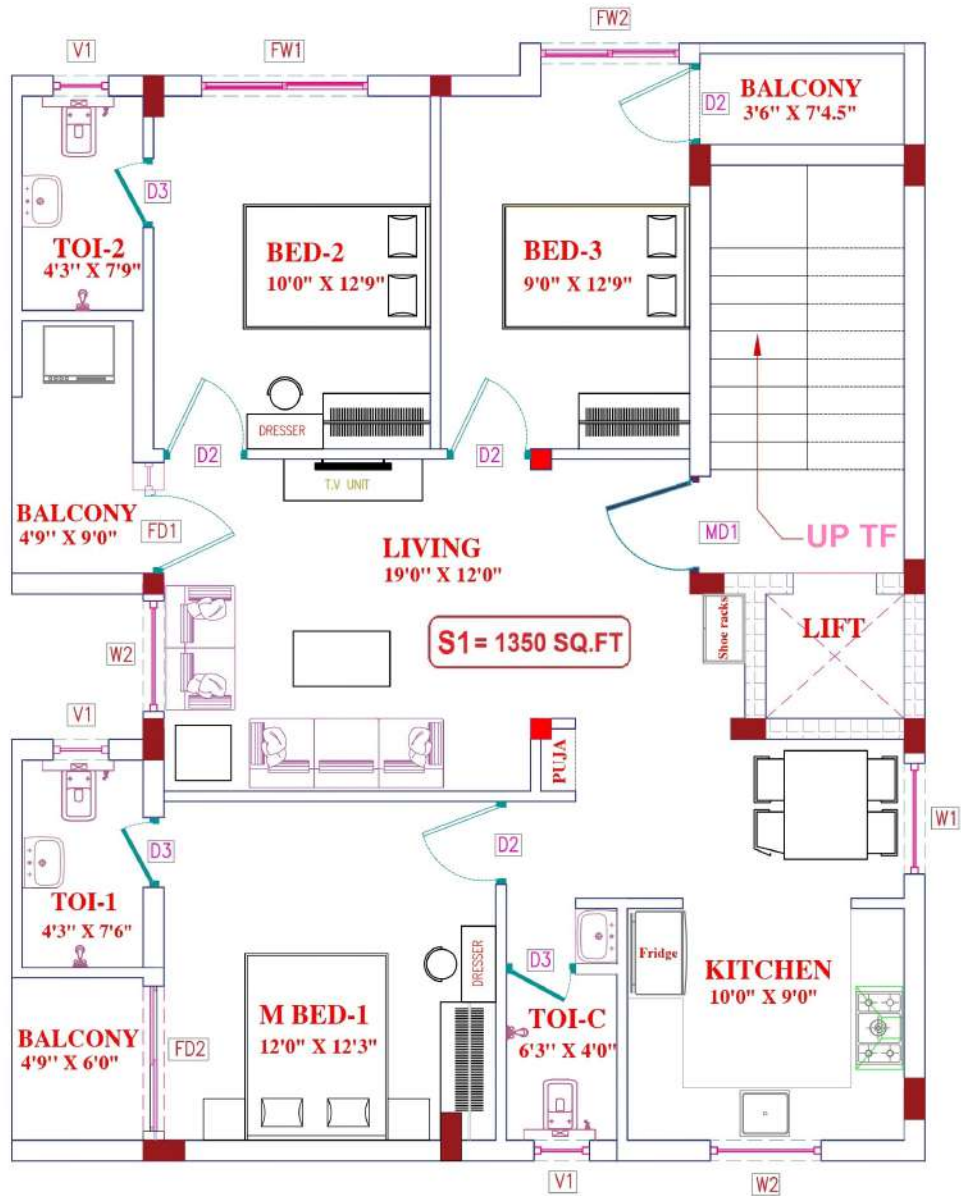 V1
FW1
FW2
BALCONY
3'6'' X 7'4.5''
D2
D3
TOI-2
4'3'' X 7'9"
BED-2
10'0" X 12'9"
BED-3
9'0" X 12'9"
DRESSER
D2
D2
T.V UNIT
BALCONY
4'9" X 9'0"
FD1
LIVING
19'0" X 12'0"
MD1
UP TF
S1= 1350 SQ.FT
Shoe racks
LIFT
W2
V1
PUJA
W1
D3
D2
TOI-1
4'3'' X 7'6"
DRESSER
D3
Fridge
KITCHEN
10'0" X 9'0"
M BED-1
12'0" X 12'3"
TOI-C
6'3" X 4'0"
BALCONY
4'9'' X 6'0"
FD2
V1
W2